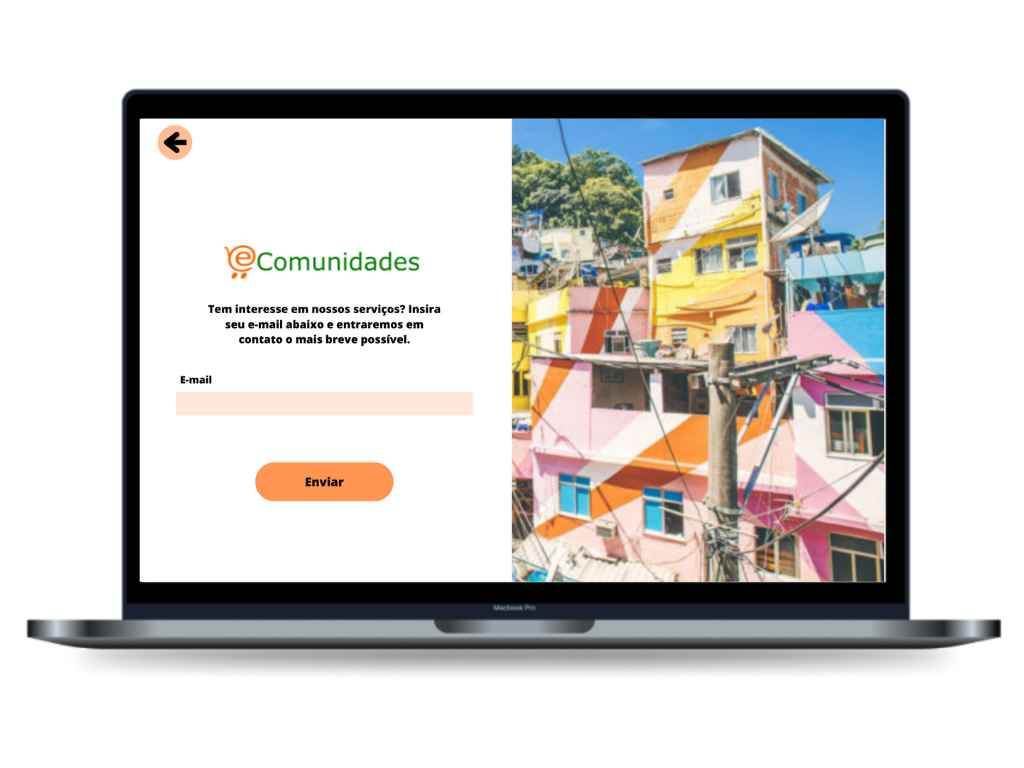 eComunidades
Tem interesse em nossos serviços? Insira
seu e-mail abaixo e entraremos em
contato o mais breve possível.
E-mail
Enviar
Macbook Pro